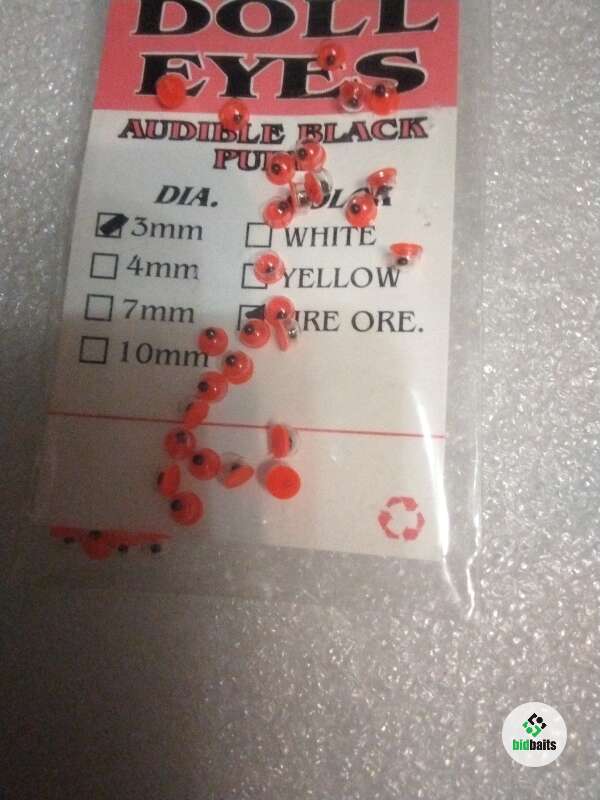 DOLL
EYES
AUDIBLE BLACK
DIA.
3mm
WHITE
4mm
YELLOW
7mm
ORE.
10mm
bidbaits